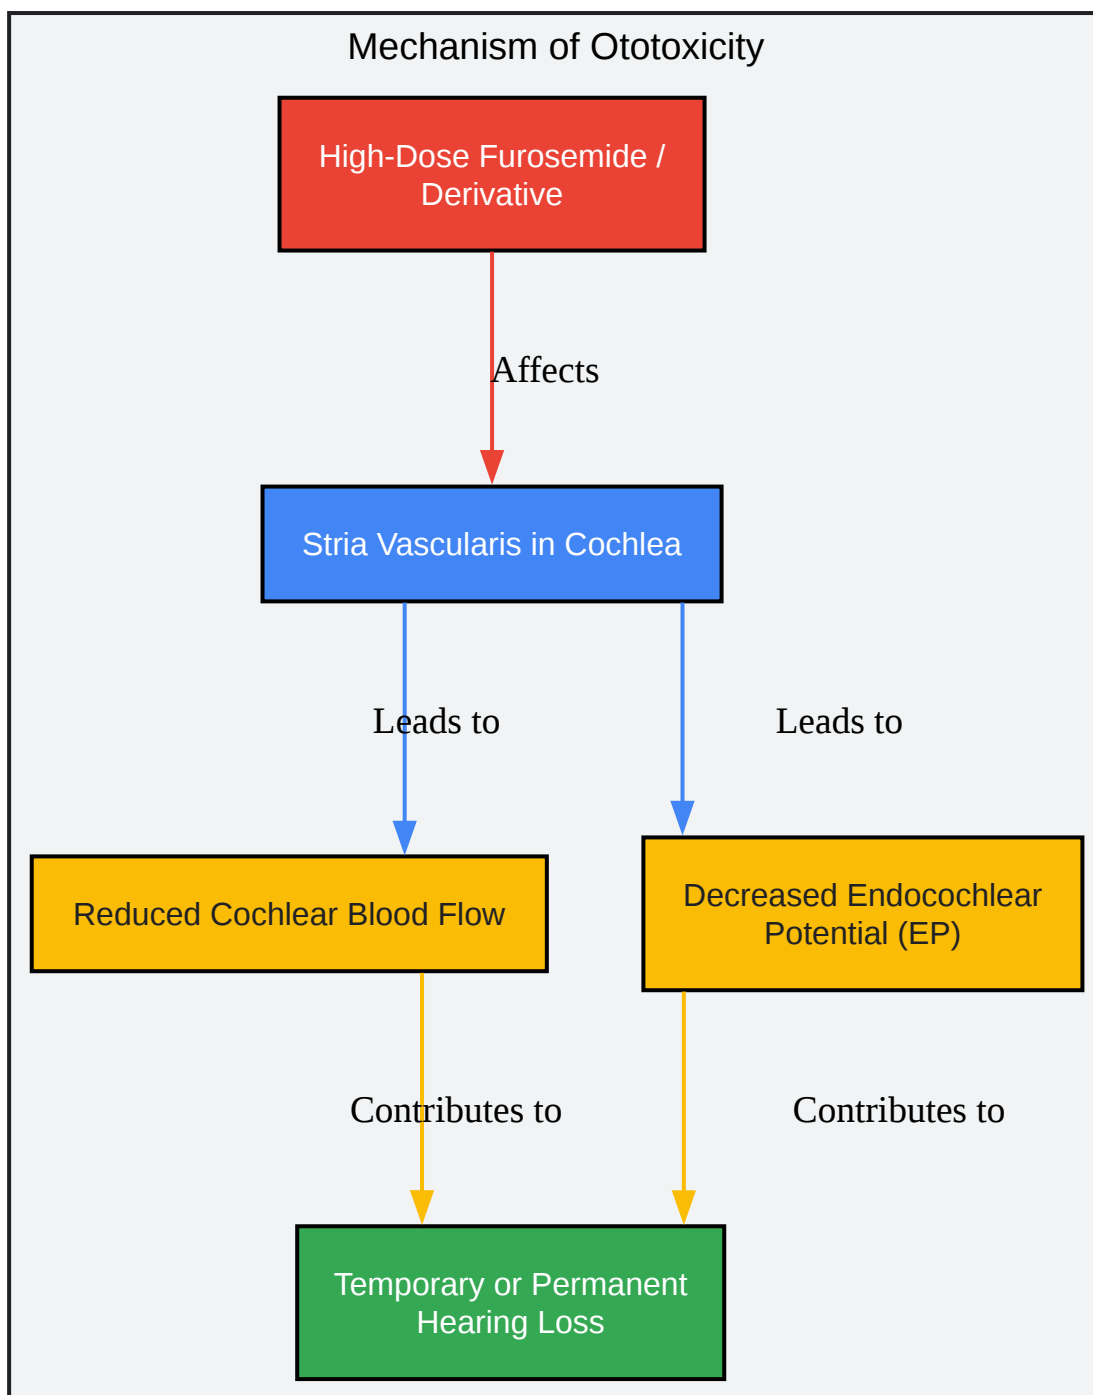 Mechanism of Ototoxicity
High-Dose Furosemide /
Derivative
Affects
Stria Vascularis in Cochlea
Leads to
Leads to
Reduced Cochlear Blood Flow
Decreased Endocochlear
Potential (EP)
Contributes to
Contributes to
Temporary or Permanent
Hearing Loss